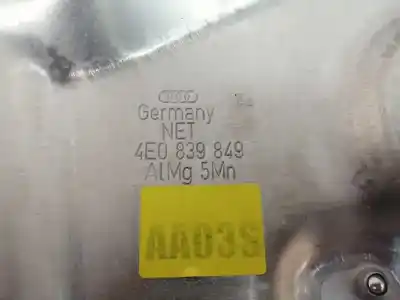 Germany
NET
4E0 839 849
AlMg 5Mn
AA03S